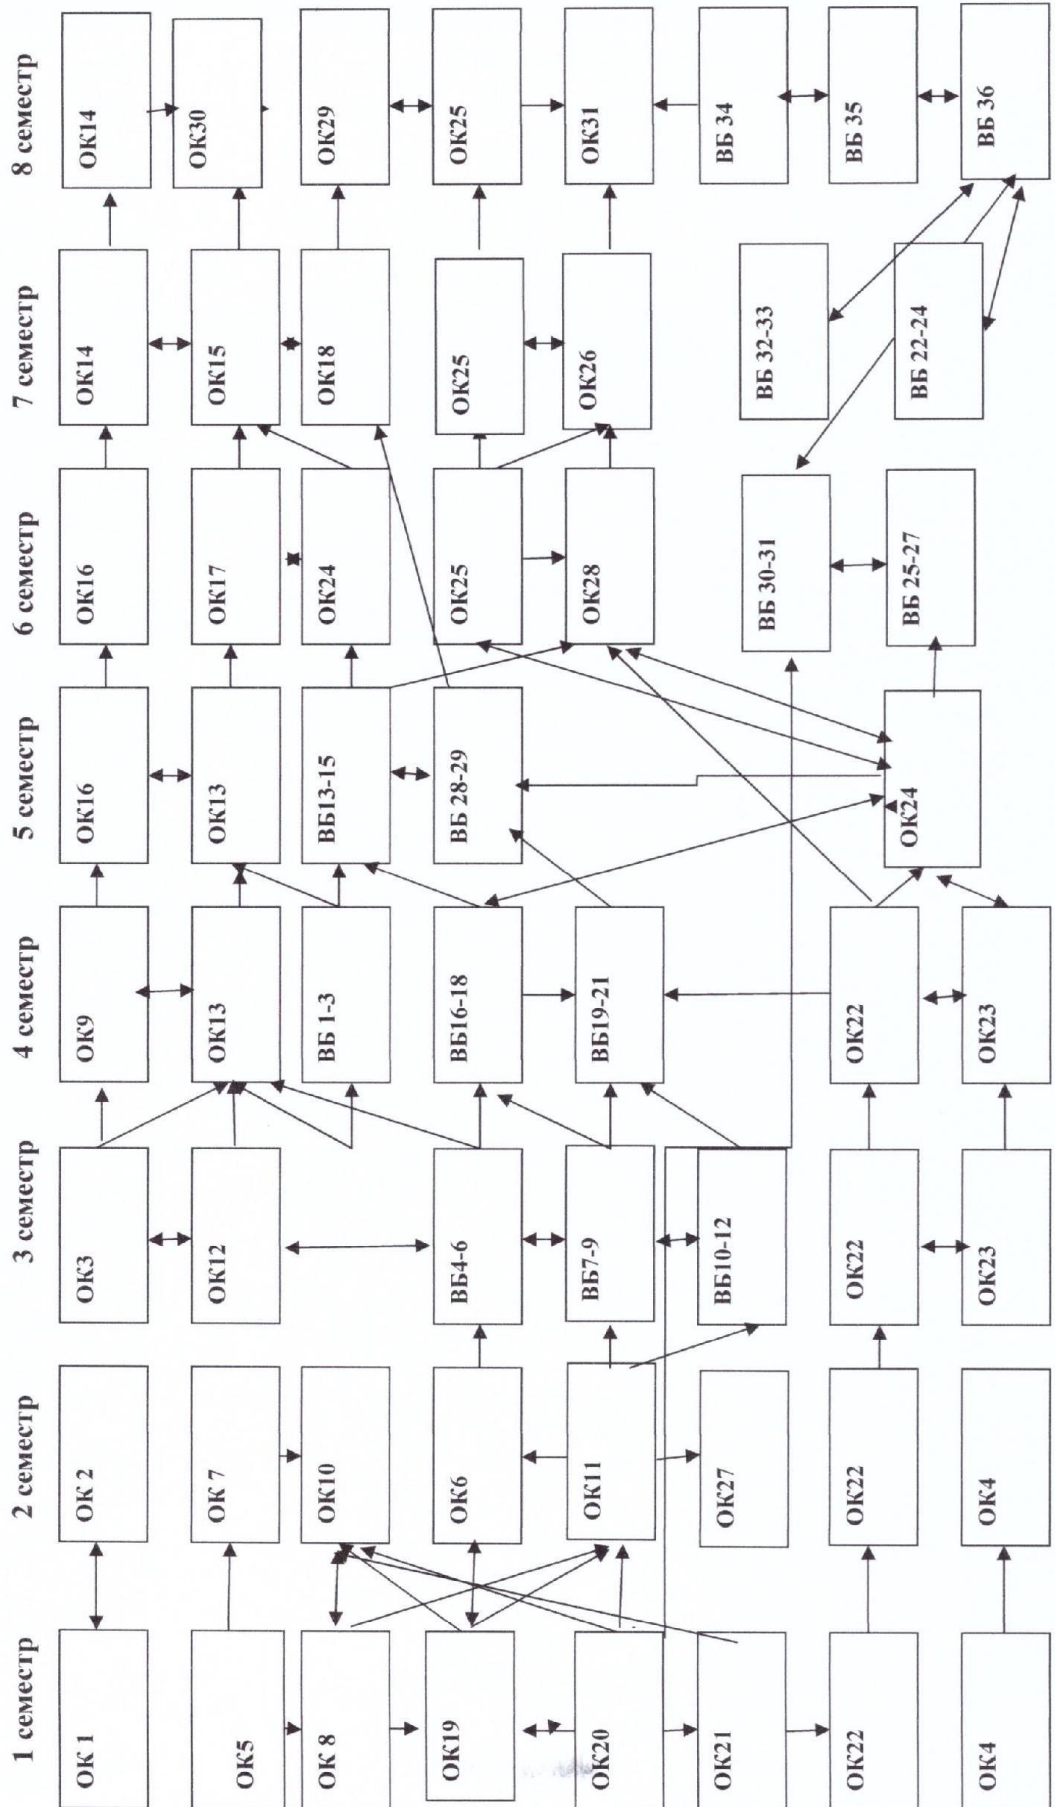 1 семестр
2 семестр
3 семестр
4 семестр
5 семестр
6 семестр
7 семестр
8 семестр
ОК 1
ОК5
ОК 8
ОК19
ОК20
ОК21
ОК22
ОК4
ОК 2
ОК 7
ОК10
ОК6
ОК11
ОК27
ОК22
ОК4
ОК3
ОК12
ВБ4-6
ВБ7-9
ВБ10-12
ОК22
ОК23
ОК9
ОК13
ВБ 1-3
ВБ16-18
ВБ19-21
ОК22
ОК23
ОК16
ОК13
ВБ13-15
ВБ 28-29
ОК24
ОК16
ОК17
ОК24
ОК25
ОК28
ВБ 30-31
ВБ 25-27
ОК14
ОК15
ОК18
ОК25
ОК26
ВБ 32-33
ВБ 22-24
ОК14
ОК30
ОК29
ОК25
ОК31
ВБ 34
ВБ 35
ВБ 36